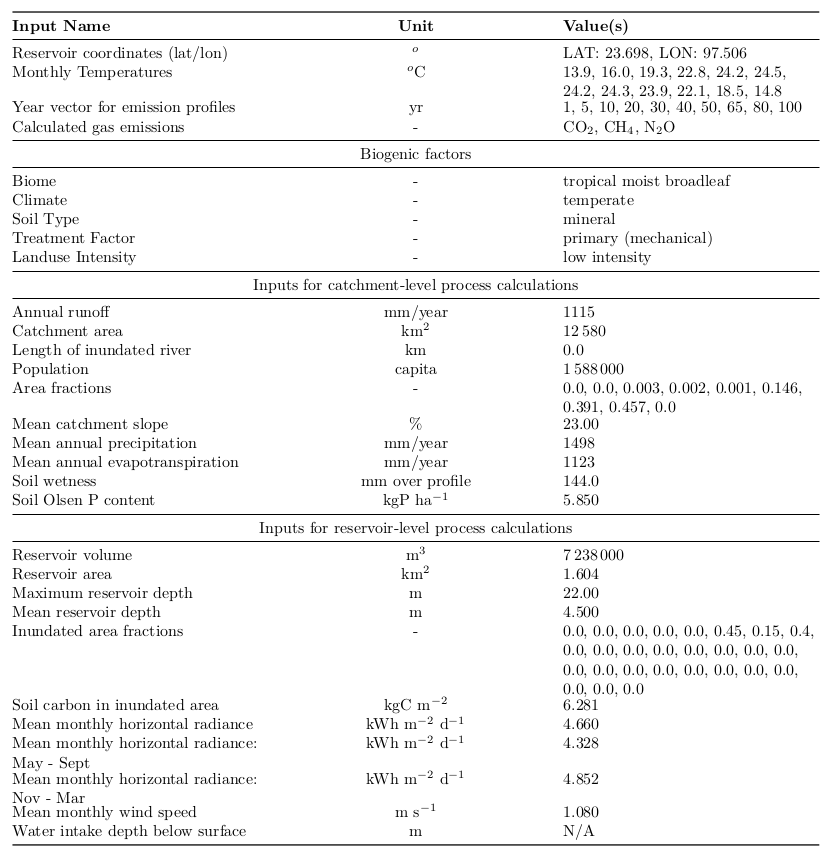 Input Name Unit Value(s)
Reservoir coordinates (lat/lon) o LAT: 23.698, LON: 97.506
Monthly Temperatures oC 13.9, 16.0, 19.3, 22.8, 24.2, 24.5,
24.2, 24.3, 23.9, 22.1, 18.5, 14.8
Year vector for emission profiles yr 1, 5, 10, 20, 30, 40, 50, 65, 80, 100
Calculated gas emissions - CO₂, CH₄, N₂O
Biogenic factors
Biome - tropical moist broadleaf
Climate - temperate
Soil Type - mineral
Treatment Factor - primary (mechanical)
Landuse Intensity - low intensity
Inputs for catchment-level process calculations
Annual runoff mm/year 1115
Catchment area km² 12 580
Length of inundated river km 0.0
Population capita 1 588 000
Area fractions - 0.0, 0.0, 0.003, 0.002, 0.001, 0.146,
0.391, 0.457, 0.0
Mean catchment slope % 23.00
Mean annual precipitation mm/year 1498
Mean annual evapotranspiration mm/year 1123
Soil wetness mm over profile 144.0
Soil Olsen P content kgP ha⁻¹ 5.850
Inputs for reservoir-level process calculations
Reservoir volume m³ 7 238 000
Reservoir area km² 1.604
Maximum reservoir depth m 22.00
Mean reservoir depth m 4.500
Inundated area fractions - 0.0, 0.0, 0.0, 0.0, 0.0, 0.45, 0.15, 0.4,
0.0, 0.0, 0.0, 0.0, 0.0, 0.0, 0.0, 0.0,
0.0, 0.0, 0.0, 0.0, 0.0, 0.0, 0.0, 0.0,
0.0, 0.0, 0.0
Soil carbon in inundated area kgC m⁻² 6.281
Mean monthly horizontal radiance kWh m⁻² d⁻¹ 4.660
Mean monthly horizontal radiance: kWh m⁻² d⁻¹ 4.328
May - Sept
Mean monthly horizontal radiance: kWh m⁻² d⁻¹ 4.852
Nov - Mar
Mean monthly wind speed m s⁻¹ 1.080
Water intake depth below surface m N/A